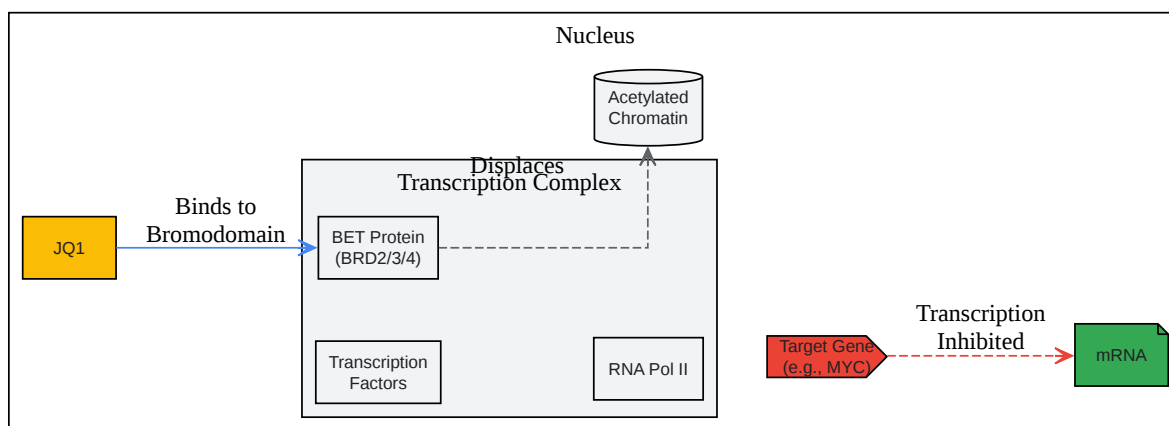 Nucleus
Acetylated
Chromatin
Displaces
Transcription Complex
Binds to
Bromodomain
JQ1
BET Protein
(BRD2/3/4)
Transcription
Factors
RNA Pol II
Target Gene
(e.g., MYC)
Transcription
Inhibited
mRNA